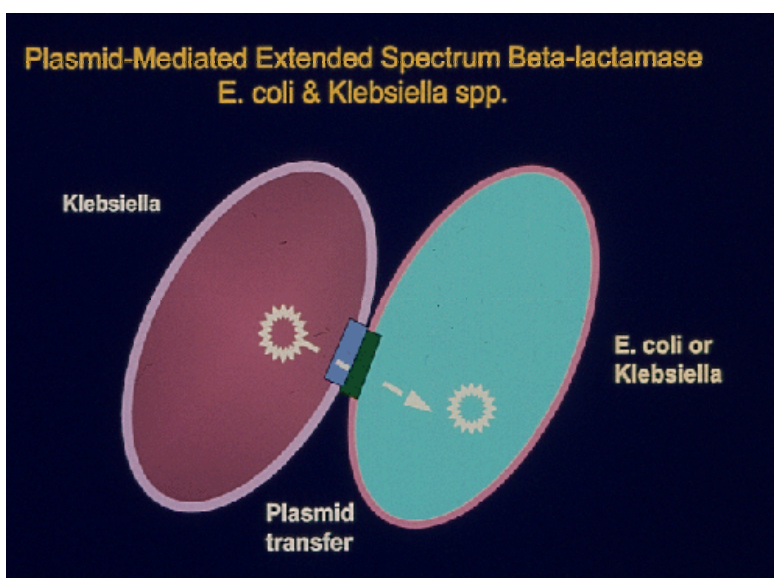 Plasmid-Mediated Extended Spectrum Beta-lactamase
E. coli & Klebsiella spp.
Klebsiella
E. coli or
Klebsiella
Plasmid
transfer